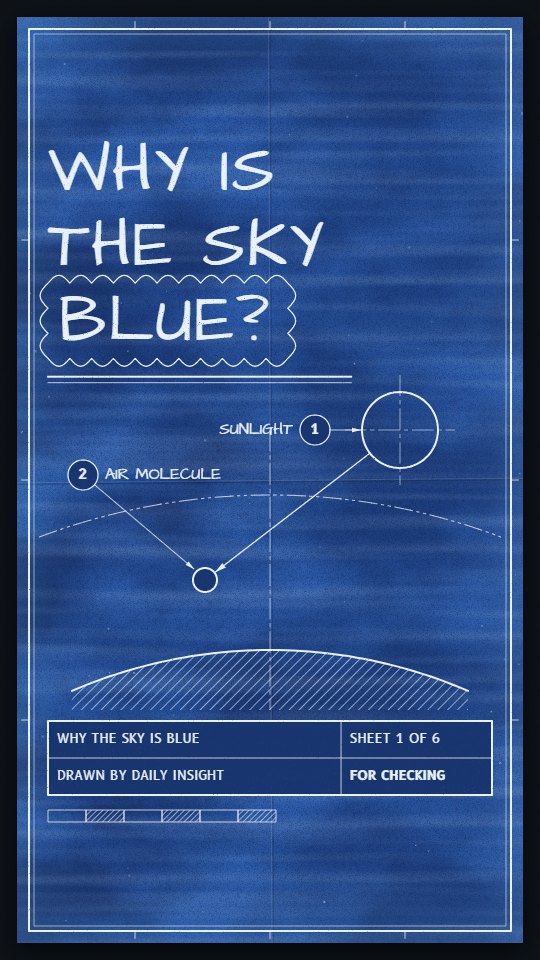 WHY IS
THE SKY
BLUE?
SUNLIGHT 1
2 AIR MOLECULE
WHY THE SKY IS BLUE
SHEET 1 OF 6
DRAWN BY DAILY INSIGHT
FOR CHECKING